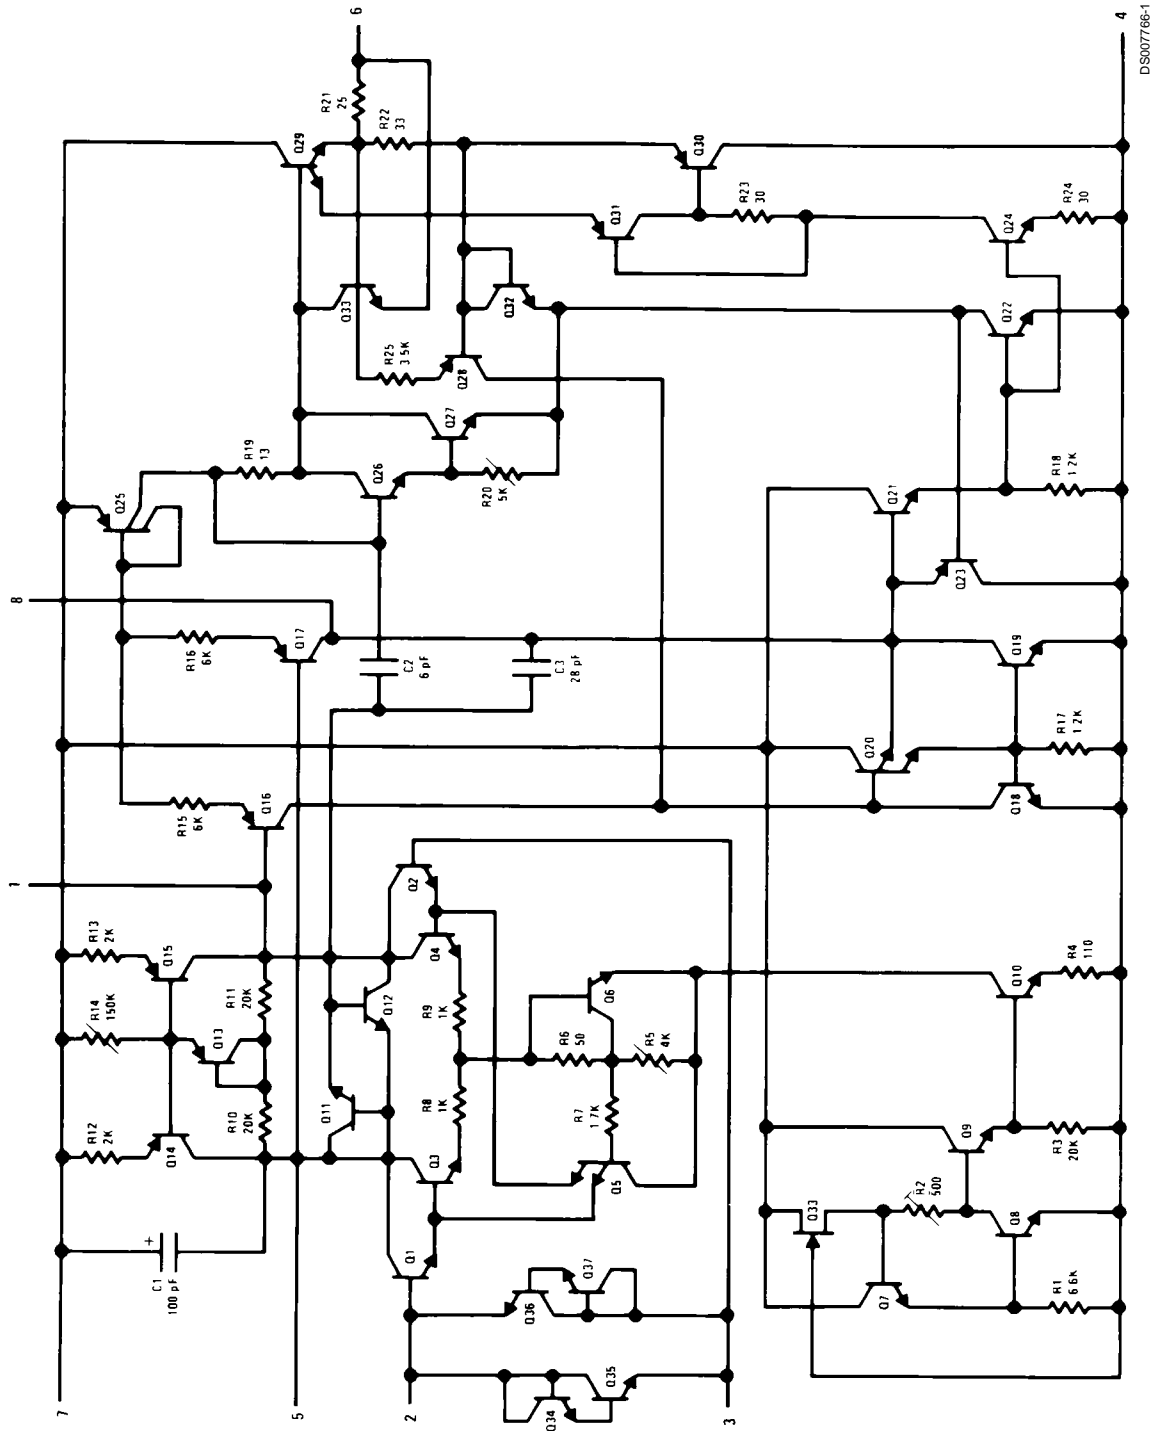 1
8
7
R12
2K
R14
150K
R13
2K
Q25
+
C1
100 pF
Q14
Q15
R15
6K
R16
6K
Q13
R10
20K
R11
20K
R19
13
Q16
5
Q17
Q29
R21
25
6
Q11
Q33
Q26
R22
33
Q12
R25
3.5K
C2
6 pF
2
Q1
Q2
R8
1K
R9
1K
Q3
Q4
Q27
Q28
R20
5K
Q32
Q36
Q34
C3
28 pF
R6
50
R7
1.7K
Q37
Q6
Q35
Q5
Q31
R5
4K
Q30
3
R23
30
Q33
Q20
Q7
Q21
R2
500
Q9
Q23
Q22
Q24
Q8
Q18
Q19
Q10
R1
6.6K
R3
20K
R4
110
R17
1.2K
R18
1.2K
R24
30
4
DS007766-1